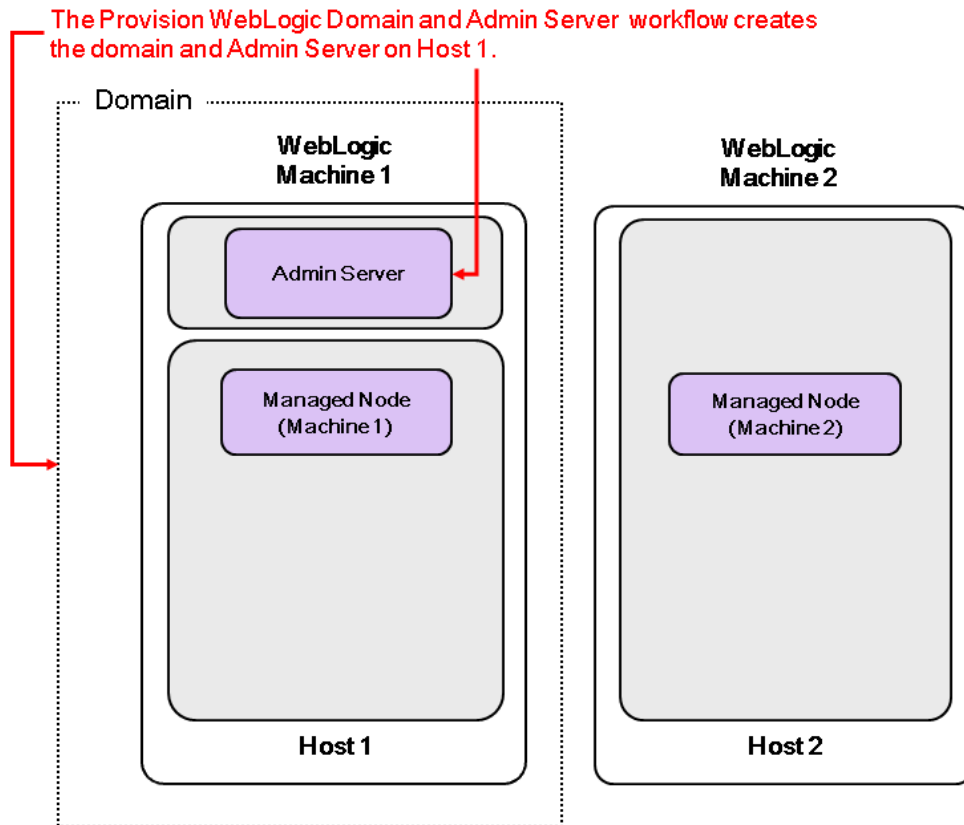 The Provision WebLogic Domain and Admin Server workflow creates
the domain and Admin Server on Host 1.
Domain
WebLogic
Machine 1
WebLogic
Machine 2
Admin Server
Managed Node
(Machine 1)
Managed Node
(Machine 2)
Host 1
Host 2